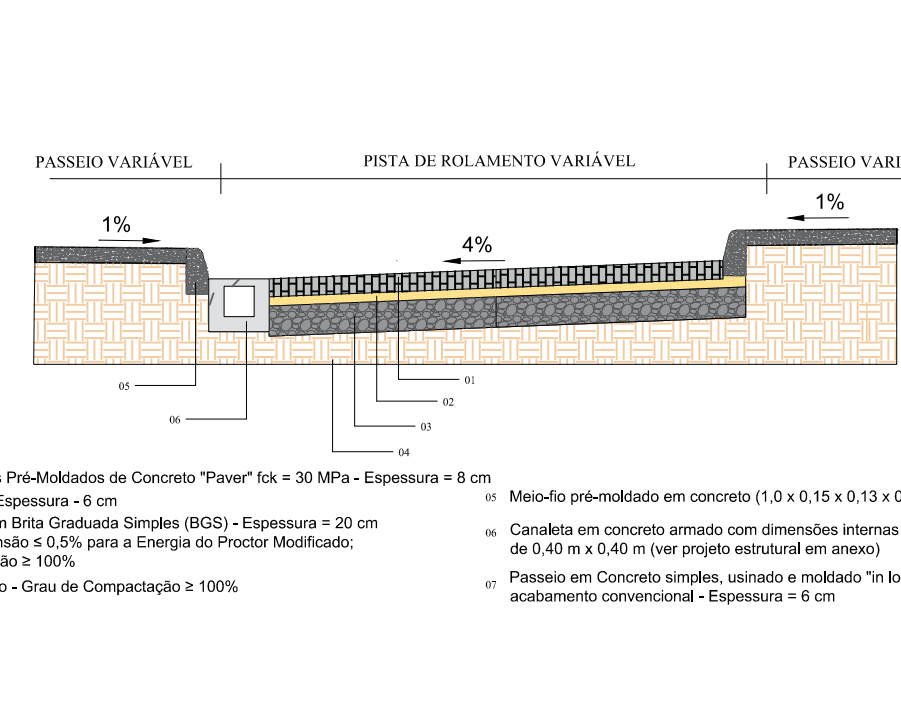 PASSEIO VARIÁVEL
PISTA DE ROLAMENTO VARIÁVEL
PASSEIO VARI
1%
4%
1%
01
02
03
04
05
06
s Pré-Moldados de Concreto "Paver" fck = 30 MPa - Espessura = 8 cm
Espessura - 6 cm
m Brita Graduada Simples (BGS) - Espessura = 20 cm
nsão ≤ 0,5% para a Energia do Proctor Modificado;
ão ≥ 100%
o - Grau de Compactação ≥ 100%
05 Meio-fio pré-moldado em concreto (1,0 x 0,15 x 0,13 x 0
06 Canaleta em concreto armado com dimensões internas
de 0,40 m x 0,40 m (ver projeto estrutural em anexo)
07 Passeio em Concreto simples, usinado e moldado "in lo
acabamento convencional - Espessura = 6 cm